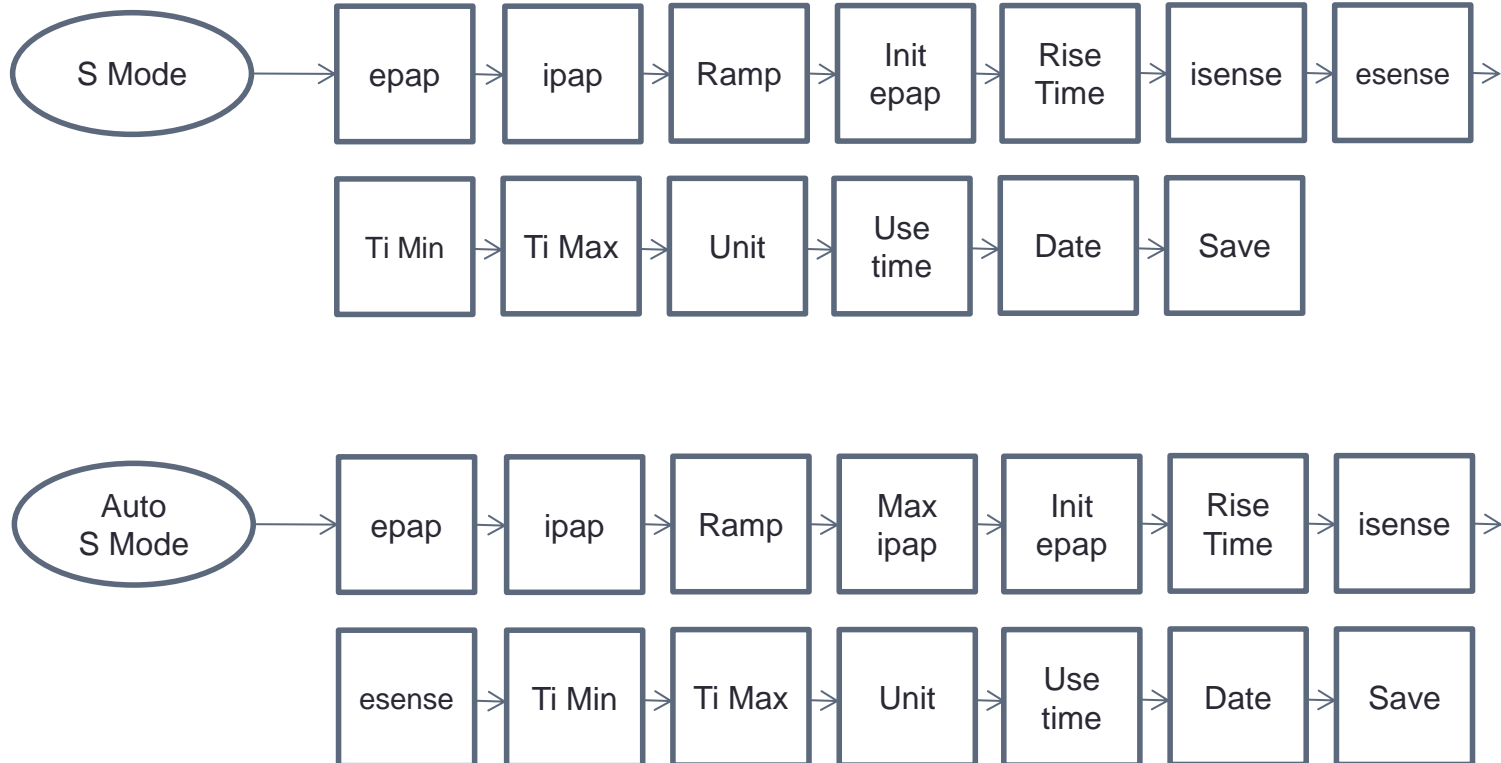 S Mode
epap
ipap
Ramp
Init
epap
Rise
Time
isense
esense
Ti Min
Ti Max
Unit
Use
time
Date
Save
Auto
S Mode
epap
ipap
Ramp
Max
ipap
Init
epap
Rise
Time
isense
esense
Ti Min
Ti Max
Unit
Use
time
Date
Save